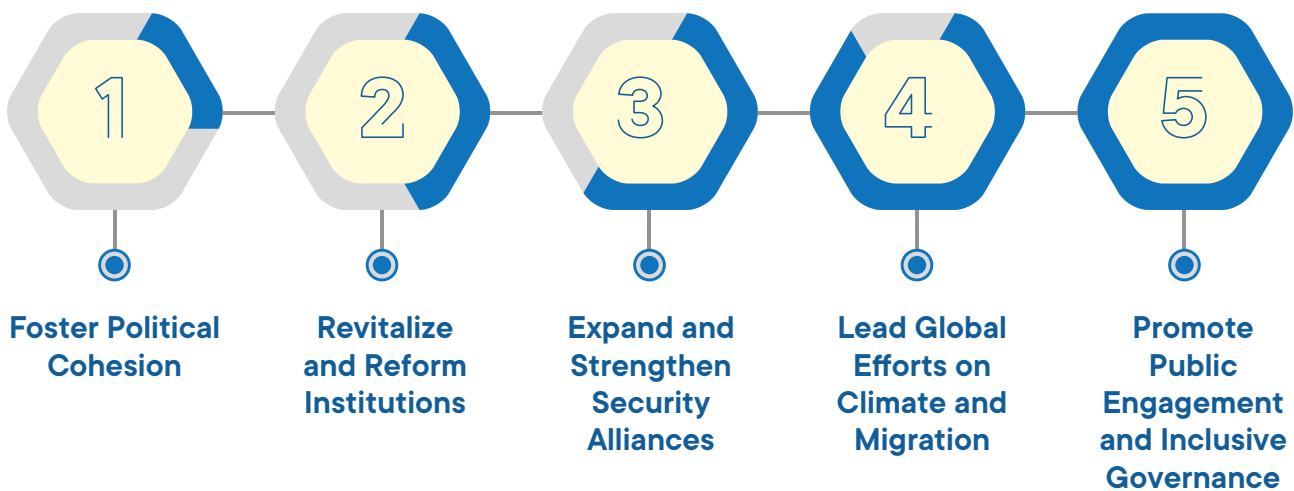 1
2
3
4
5
Foster Political
Cohesion
Revitalize
and Reform
Institutions
Expand and
Strengthen
Security
Alliances
Lead Global
Efforts on
Climate and
Migration
Promote
Public
Engagement
and Inclusive
Governance